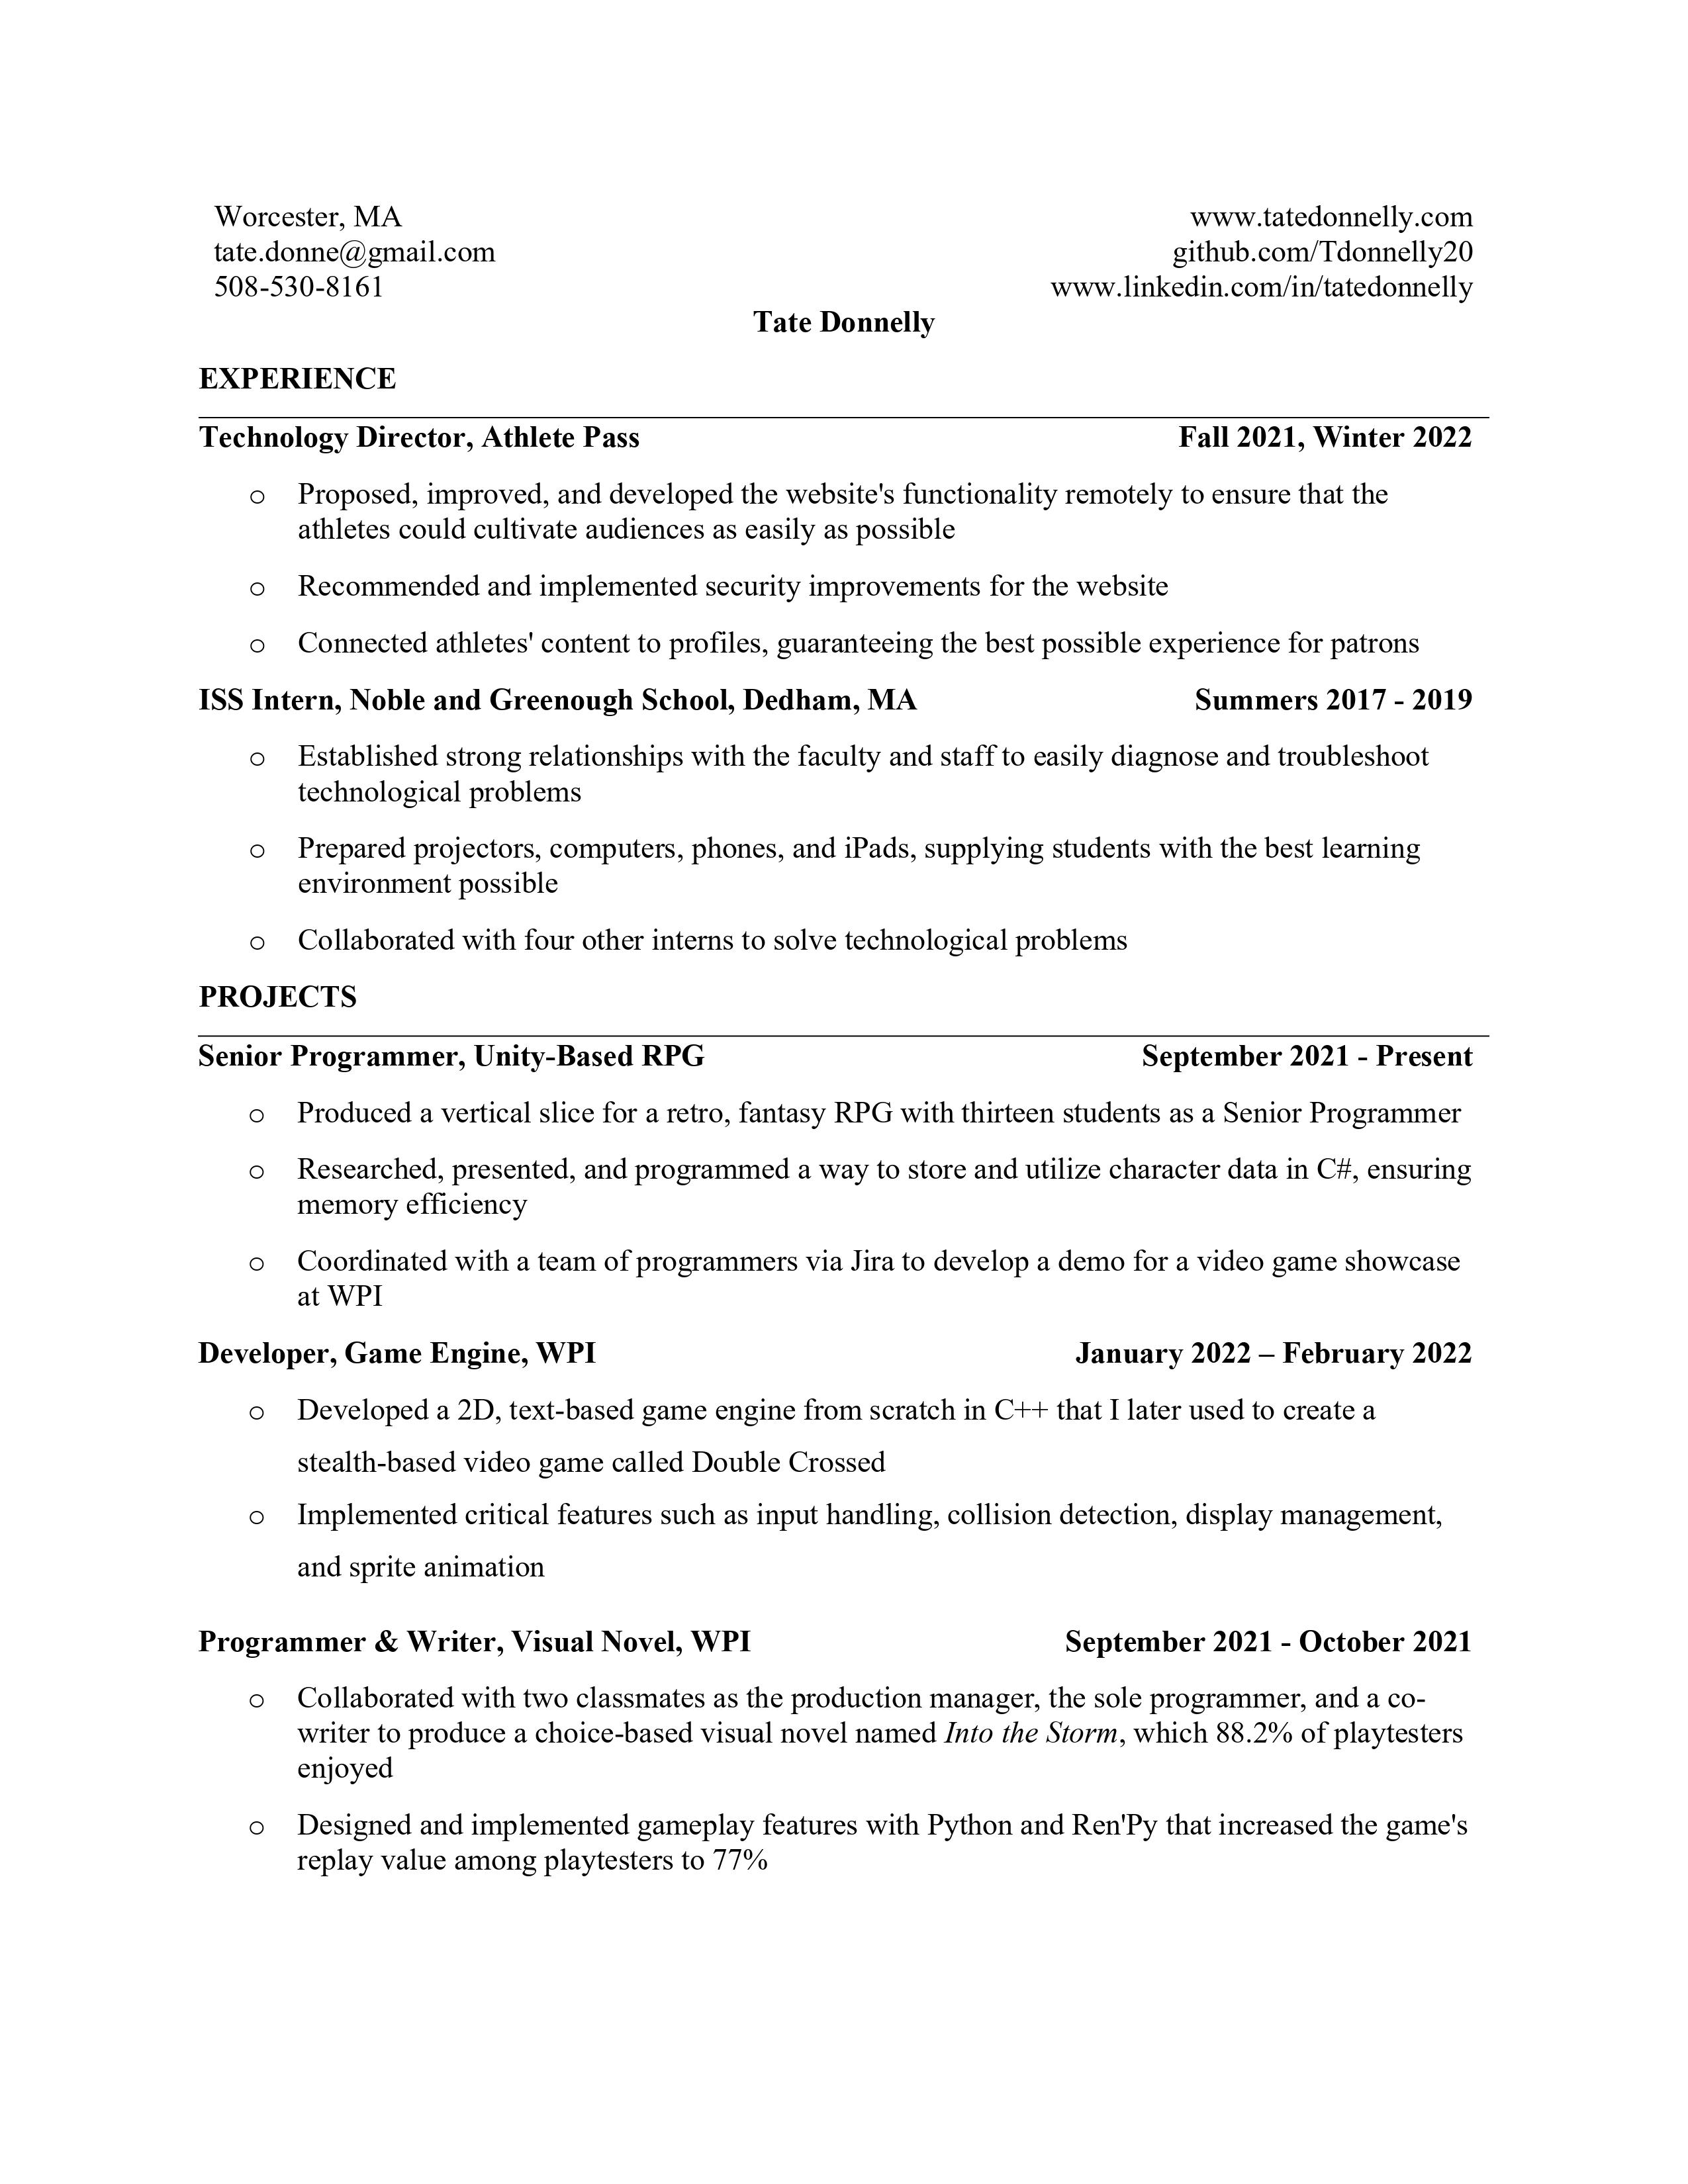 Worcester, MA www.tatedonnelly.com
tate.donne@gmail.com github.com/Tdonnelly20
508-530-8161 www.linkedin.com/in/tatedonnelly
Tate Donnelly
EXPERIENCE
Technology Director, Athlete Pass Fall 2021, Winter 2022
o Proposed, improved, and developed the website's functionality remotely to ensure that the
athletes could cultivate audiences as easily as possible
o Recommended and implemented security improvements for the website
o Connected athletes' content to profiles, guaranteeing the best possible experience for patrons
ISS Intern, Noble and Greenough School, Dedham, MA Summers 2017 - 2019
o Established strong relationships with the faculty and staff to easily diagnose and troubleshoot
technological problems
o Prepared projectors, computers, phones, and iPads, supplying students with the best learning
environment possible
o Collaborated with four other interns to solve technological problems
PROJECTS
Senior Programmer, Unity-Based RPG September 2021 - Present
o Produced a vertical slice for a retro, fantasy RPG with thirteen students as a Senior Programmer
o Researched, presented, and programmed a way to store and utilize character data in C#, ensuring
memory efficiency
o Coordinated with a team of programmers via Jira to develop a demo for a video game showcase
at WPI
Developer, Game Engine, WPI January 2022 – February 2022
o Developed a 2D, text-based game engine from scratch in C++ that I later used to create a
stealth-based video game called Double Crossed
o Implemented critical features such as input handling, collision detection, display management,
and sprite animation
Programmer & Writer, Visual Novel, WPI September 2021 - October 2021
o Collaborated with two classmates as the production manager, the sole programmer, and a co-
writer to produce a choice-based visual novel named Into the Storm, which 88.2% of playtesters
enjoyed
o Designed and implemented gameplay features with Python and Ren'Py that increased the game's
replay value among playtesters to 77%